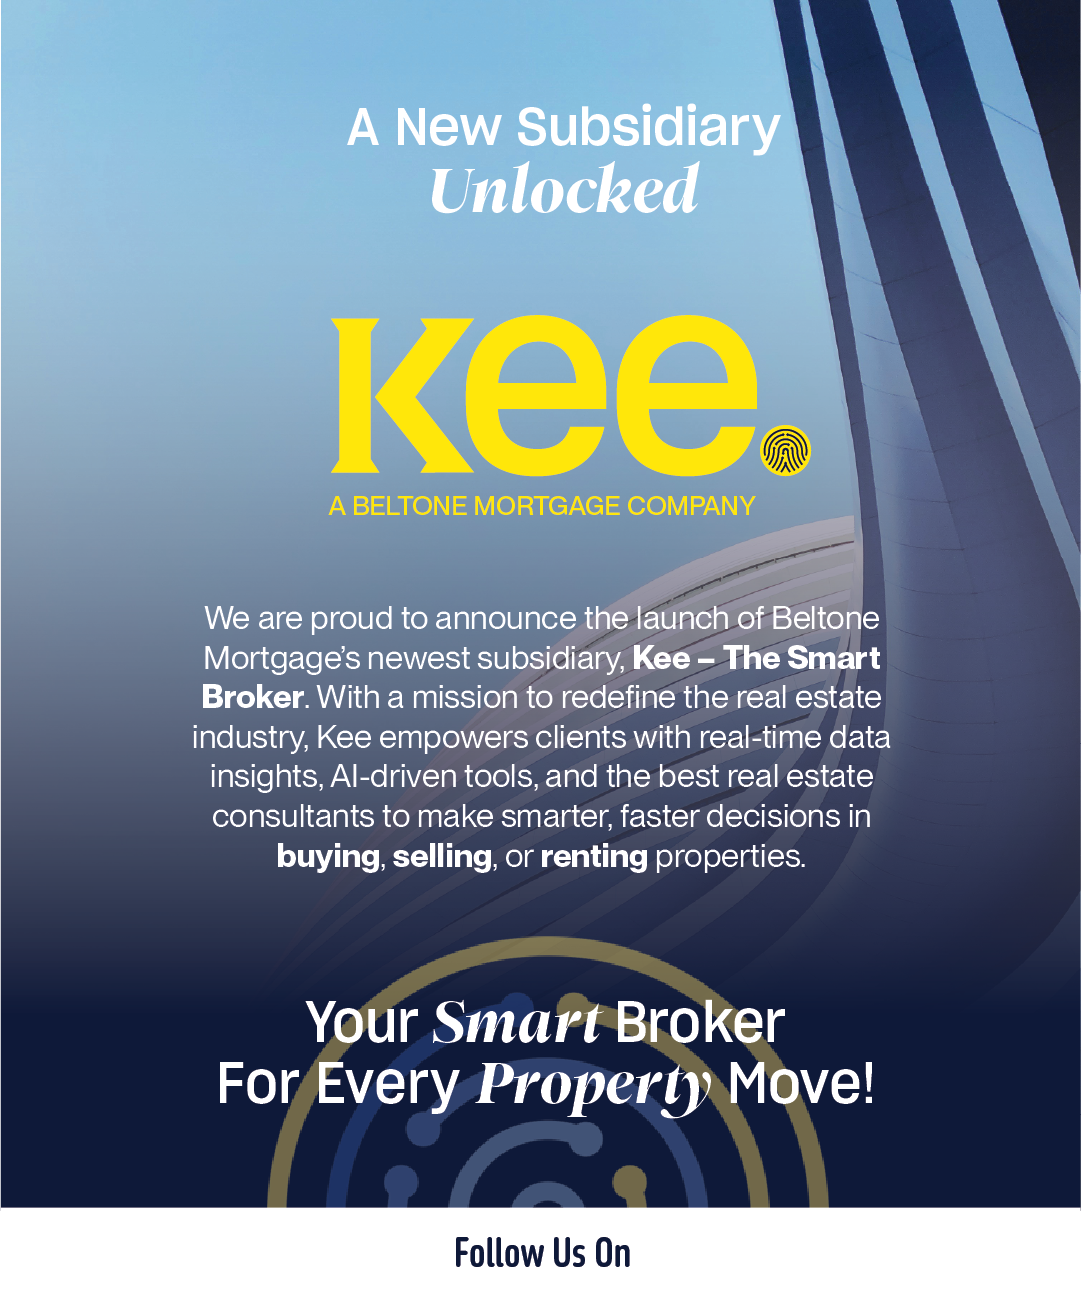 A New Subsidiary
Unlocked
Kee.
A BELTONE MORTGAGE COMPANY
We are proud to announce the launch of Beltone
Mortgage’s newest subsidiary, Kee – The Smart
Broker. With a mission to redefine the real estate
industry, Kee empowers clients with real-time data
insights, AI-driven tools, and the best real estate
consultants to make smarter, faster decisions in
buying, selling, or renting properties.
Your Smart Broker
For Every Property Move!
Follow Us On